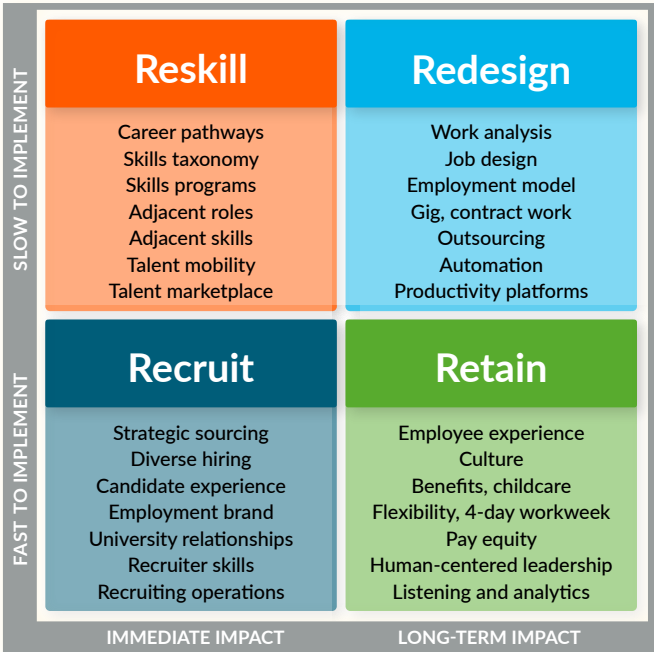 SLOW TO IMPLEMENT
Reskill
Career pathways
Skills taxonomy
Skills programs
Adjacent roles
Adjacent skills
Talent mobility
Talent marketplace
Redesign
Work analysis
Job design
Employment model
Gig, contract work
Outsourcing
Automation
Productivity platforms
FAST TO IMPLEMENT
Recruit
Strategic sourcing
Diverse hiring
Candidate experience
Employment brand
University relationships
Recruiter skills
Recruiting operations
Retain
Employee experience
Culture
Benefits, childcare
Flexibility, 4-day workweek
Pay equity
Human-centered leadership
Listening and analytics
IMMEDIATE IMPACT
LONG-TERM IMPACT